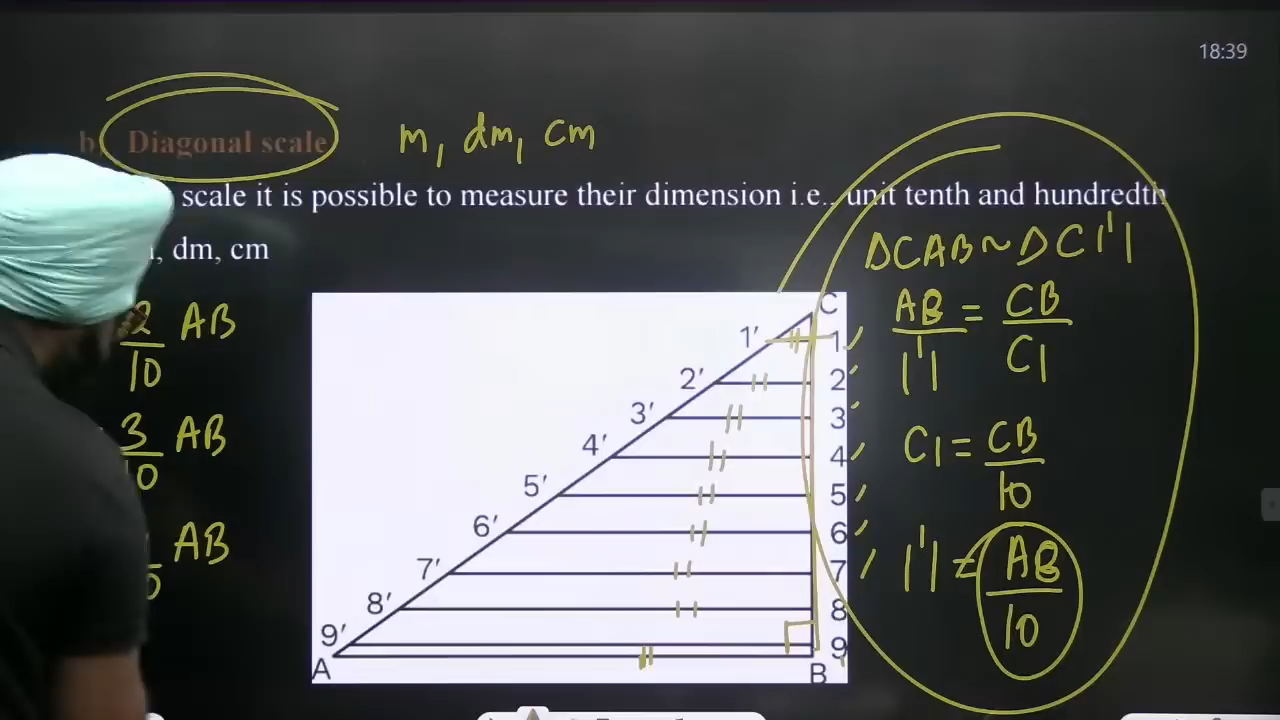 18:39
b) Diagonal scale
m, dm, cm
scale it is possible to measure their dimension i.e., unit tenth and hundredth
, dm, cm
2/10 AB
3/10 AB
AB
C
1' 1
2' 2
3' 3
4' 4
5' 5
6' 6
7' 7
8' 8
9' 9
A B
ΔCAB ~ ΔC1'1
AB/1'1 = CB/C1
C1 = CB/10
1'1 = AB/10